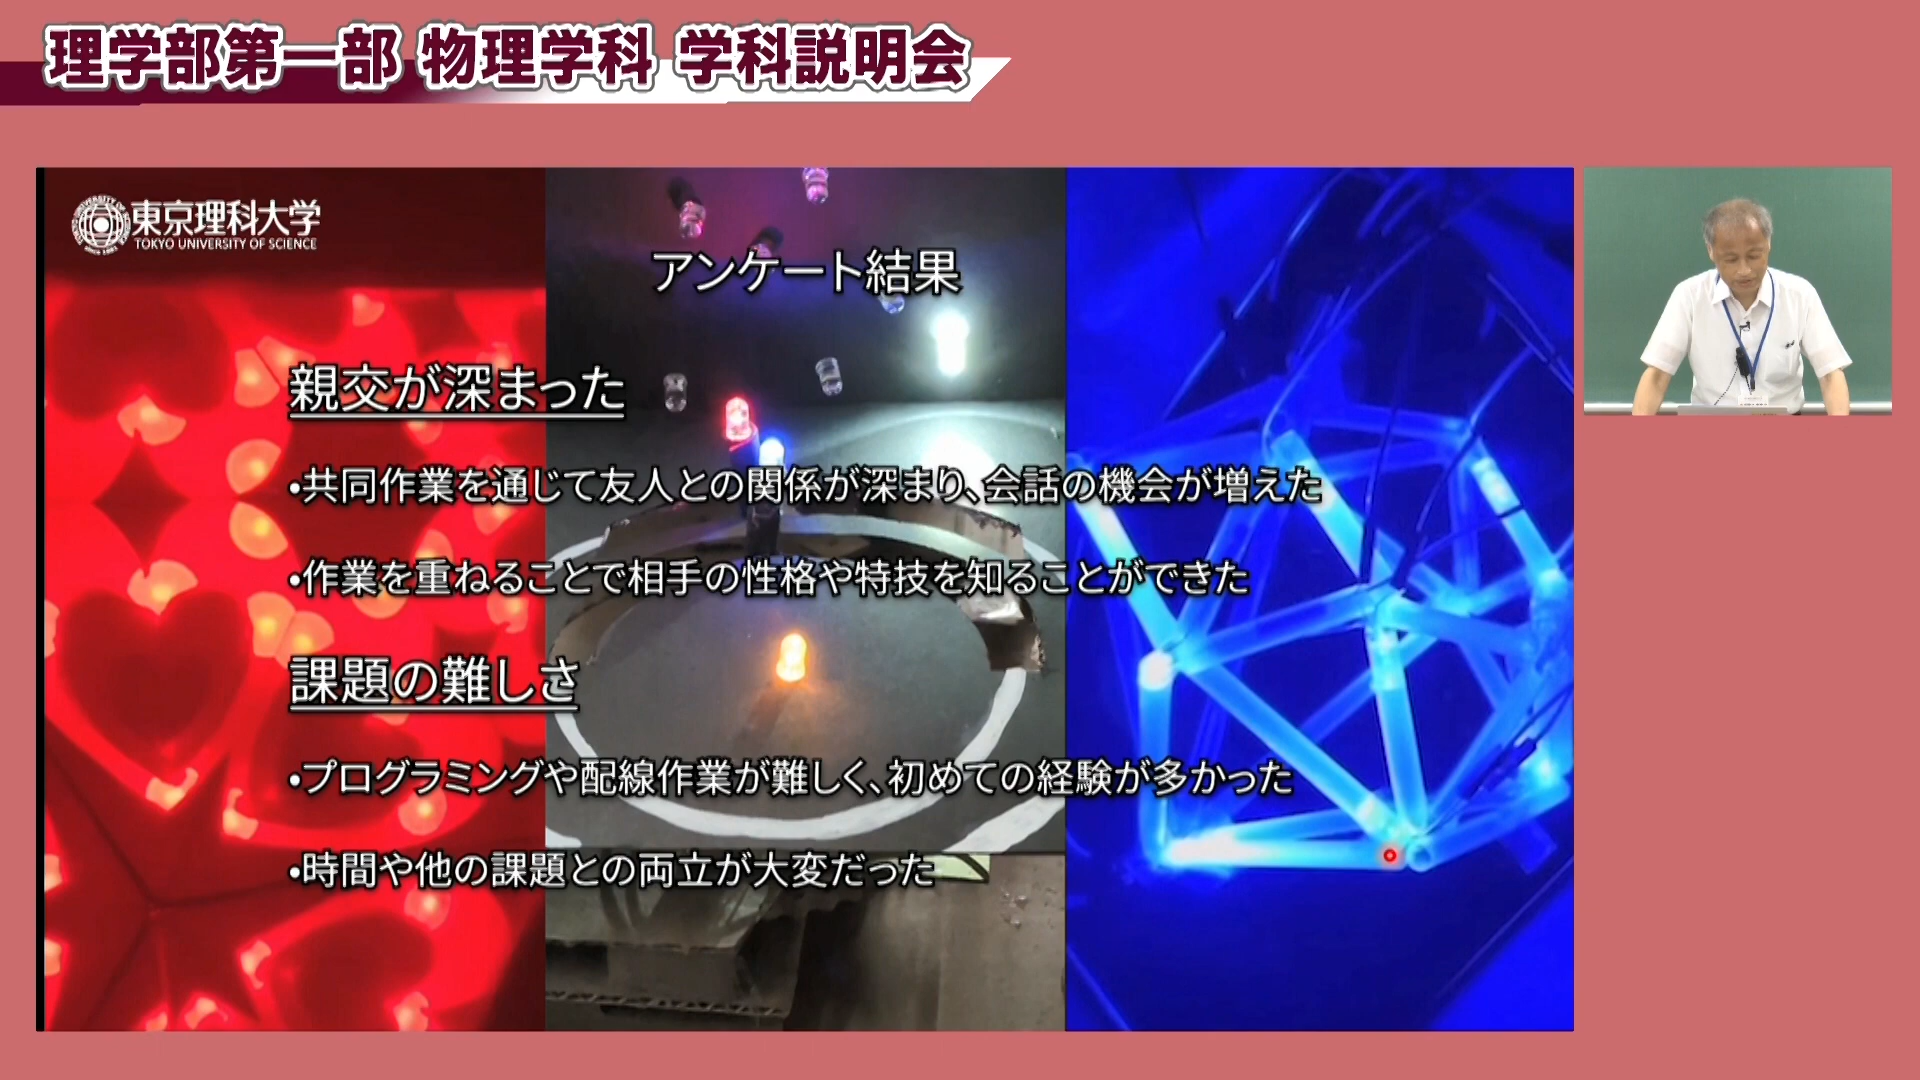 理学部第一部 物理学科 学科説明会
東京理科大学
TOKYO UNIVERSITY OF SCIENCE
アンケート結果
親交が深まった
•共同作業を通じて友人との関係が深まり、会話の機会が増えた
•作業を重ねることで相手の性格や特技を知ることができた
課題の難しさ
•プログラミングや配線作業が難しく、初めての経験が多かった
•時間や他の課題との両立が大変だった